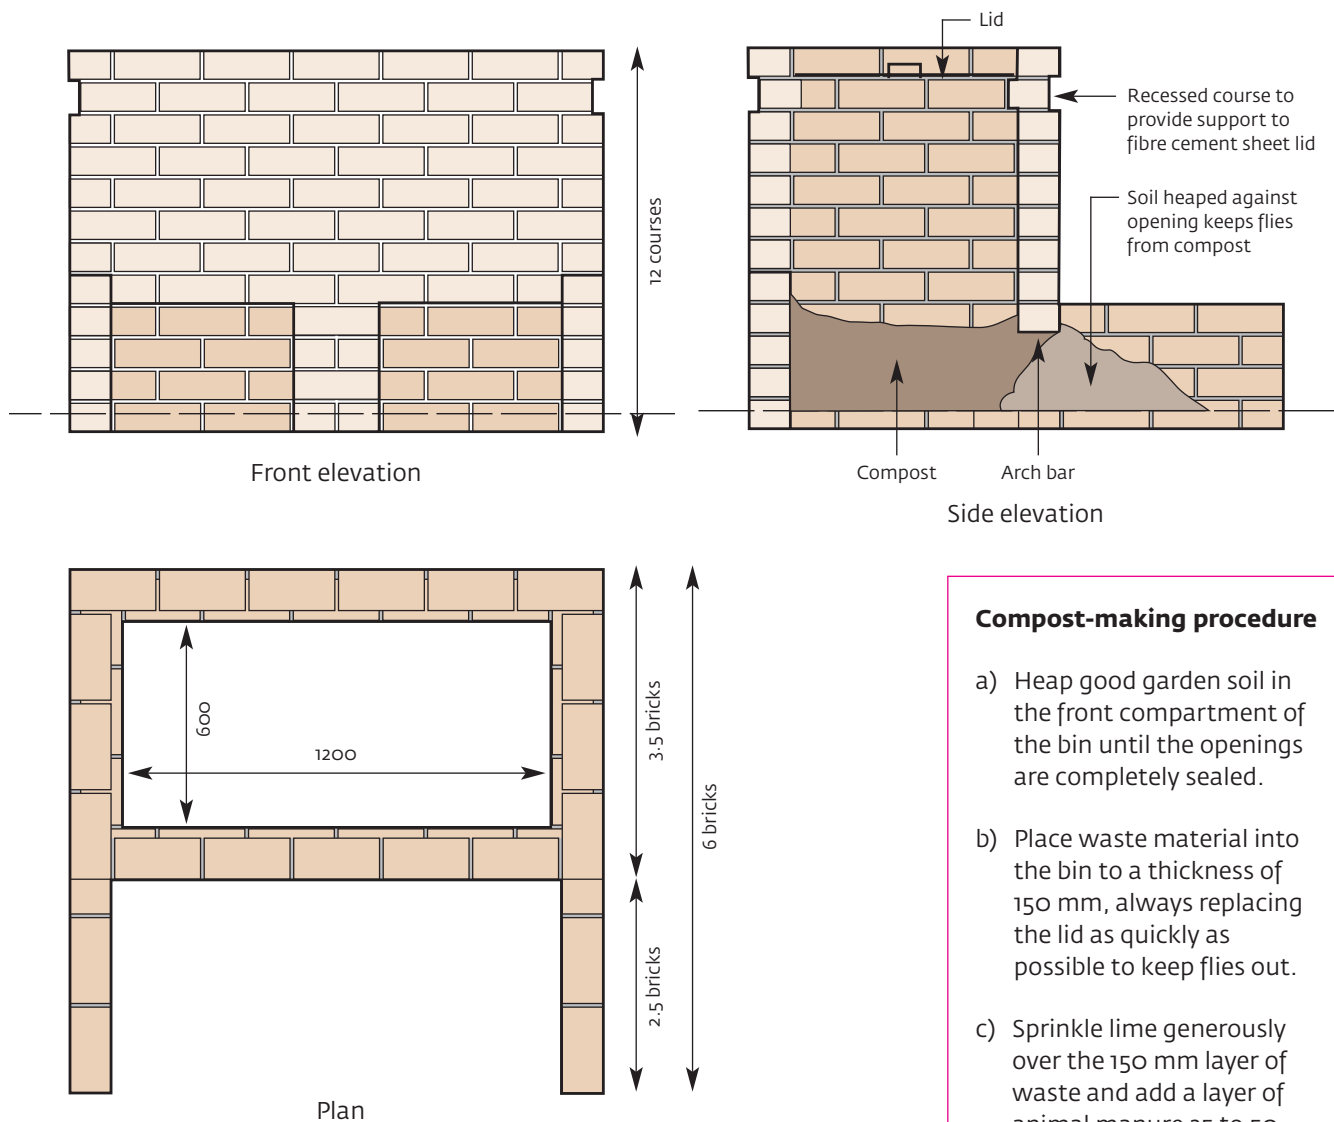 Lid
Recessed course to
provide support to
fibre cement sheet lid
Soil heaped against
opening keeps flies
from compost
12 courses
Front elevation
Compost
Arch bar
Side elevation
600
1200
3.5 bricks
6 bricks
2.5 bricks
Plan
Compost-making procedure
a) Heap good garden soil in
the front compartment of
the bin until the openings
are completely sealed.
b) Place waste material into
the bin to a thickness of
150 mm, always replacing
the lid as quickly as
possible to keep flies out.
c) Sprinkle lime generously
over the 150 mm layer of
waste and add a layer of
animal manure 25 to 50